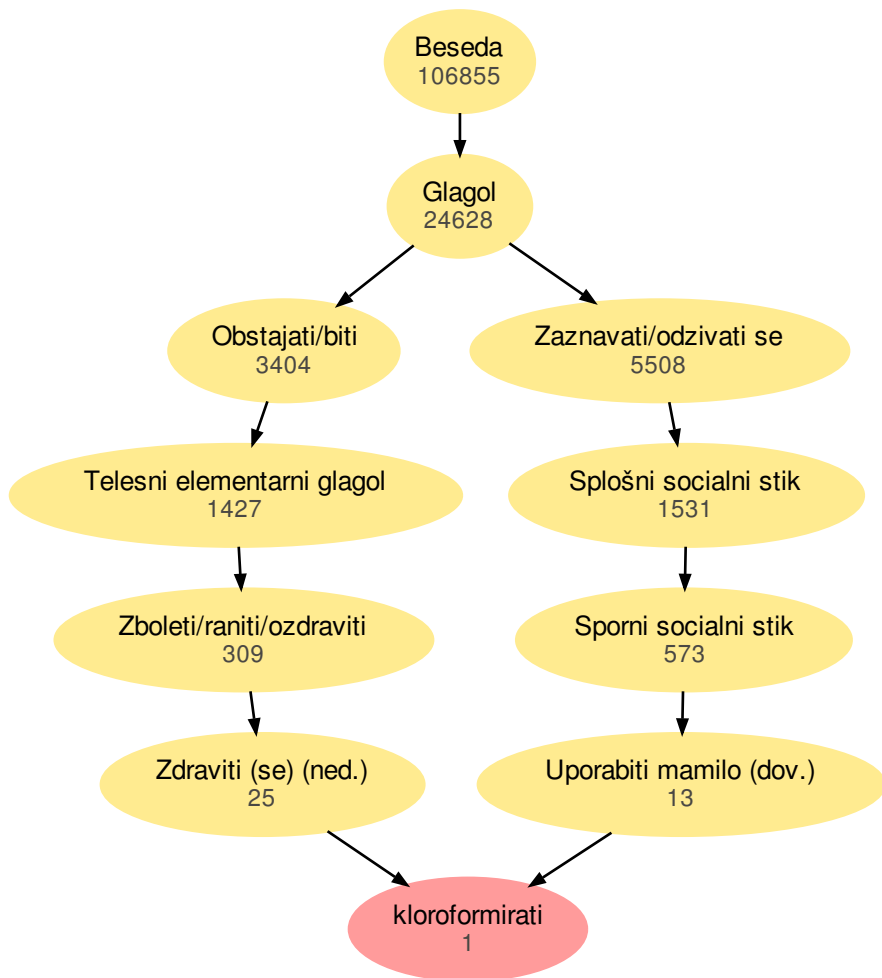 Beseda
106855
Glagol
24628
Obstajati/biti
3404
Zaznavati/odzivati se
5508
Telesni elementarni glagol
1427
Splošni socialni stik
1531
Zboleti/raniti/ozdraviti
309
Sporni socialni stik
573
Zdraviti (se) (ned.)
25
Uporabiti mamilo (dov.)
13
kloroformirati
1